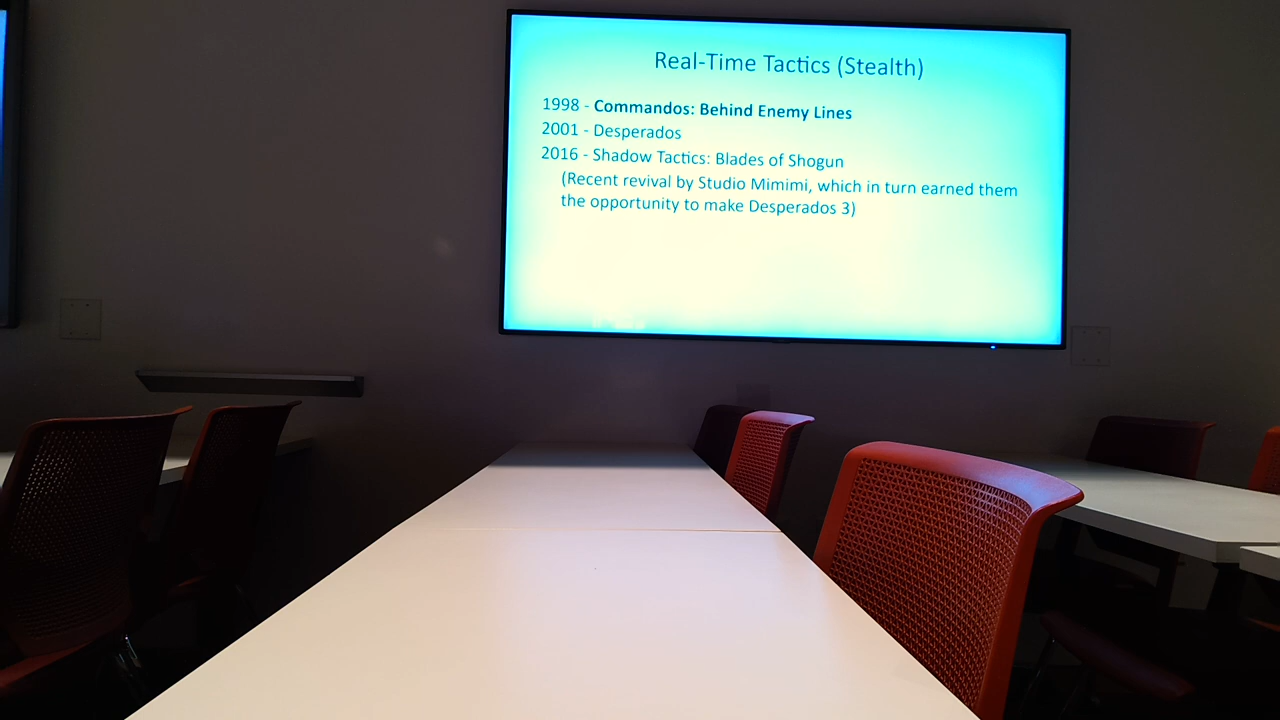 Real-Time Tactics (Stealth)
1998 - Commandos: Behind Enemy Lines
2001 - Desperados
2016 - Shadow Tactics: Blades of Shogun
(Recent revival by Studio Mimimi, which in turn earned them
the opportunity to make Desperados 3)